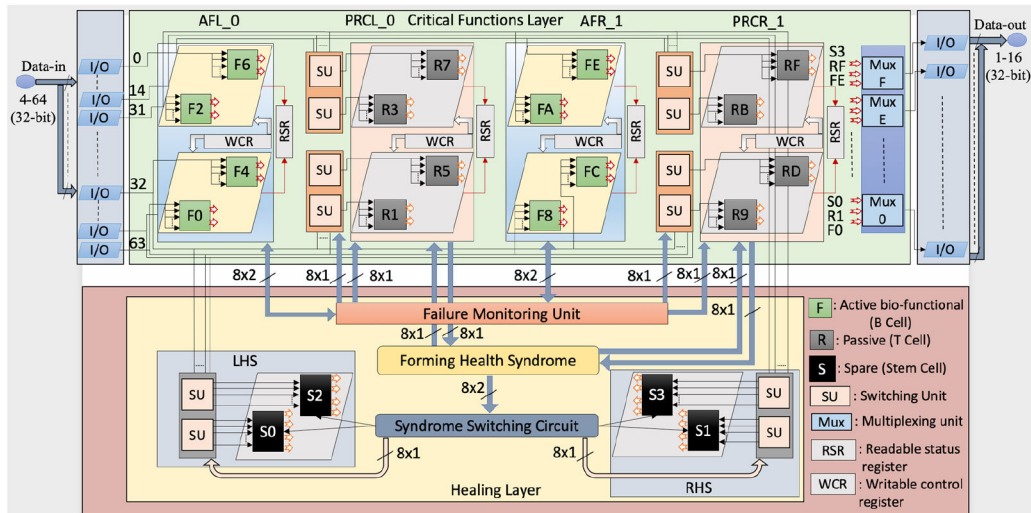 AFL_0
PRCL_0
Critical Functions Layer
AFR_1
PRCR_1
Data-in
4-64
(32-bit)
I/O
I/O
I/O
I/O
I/O
I/O
0
14
31
32
63
F6
F2
WCR
RSR
F4
F0
SU
SU
SU
SU
R7
R3
WCR
RSR
R5
R1
FE
FA
WCR
RSR
FC
F8
SU
SU
SU
SU
RF
RB
WCR
RSR
RD
R9
S3
RF
FE
S0
R1
F0
Mux
F
Mux
E
Mux
0
I/O
I/O
I/O
Data-out
1-16
(32-bit)
8x2
8x1
8x1
8x1
8x2
8x1
8x1
8x1
8x1
Failure Monitoring Unit
8x1
8x1
Forming Health Syndrome
8x2
Syndrome Switching Circuit
8x1
8x1
LHS
SU
SU
S2
S0
S3
S1
SU
SU
RHS
Healing Layer
F : Active bio-functional
(B Cell)
R : Passive (T Cell)
S : Spare (Stem Cell)
SU : Switching Unit
Mux : Multiplexing unit
RSR : Readable status
register
WCR : Writable control
register